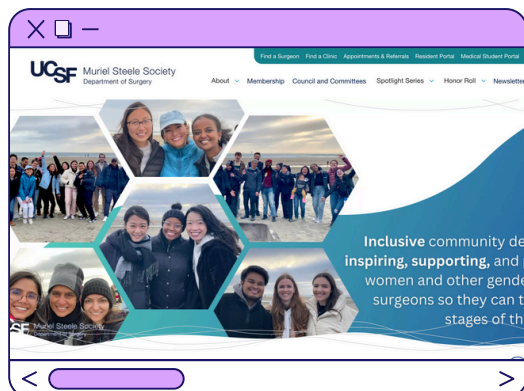 Find a Surgeon Find a Clinic Appointments & Referrals Resident Portal Medical Student Portal
UCSF Muriel Steele Society
Department of Surgery
About Membership Council and Committees Spotlight Series Honor Roll Newsletter
Inclusive community de
inspiring, supporting, and
women and other gende
surgeons so they can t
stages of th
SF Muriel Steele Society
Department of Surgery